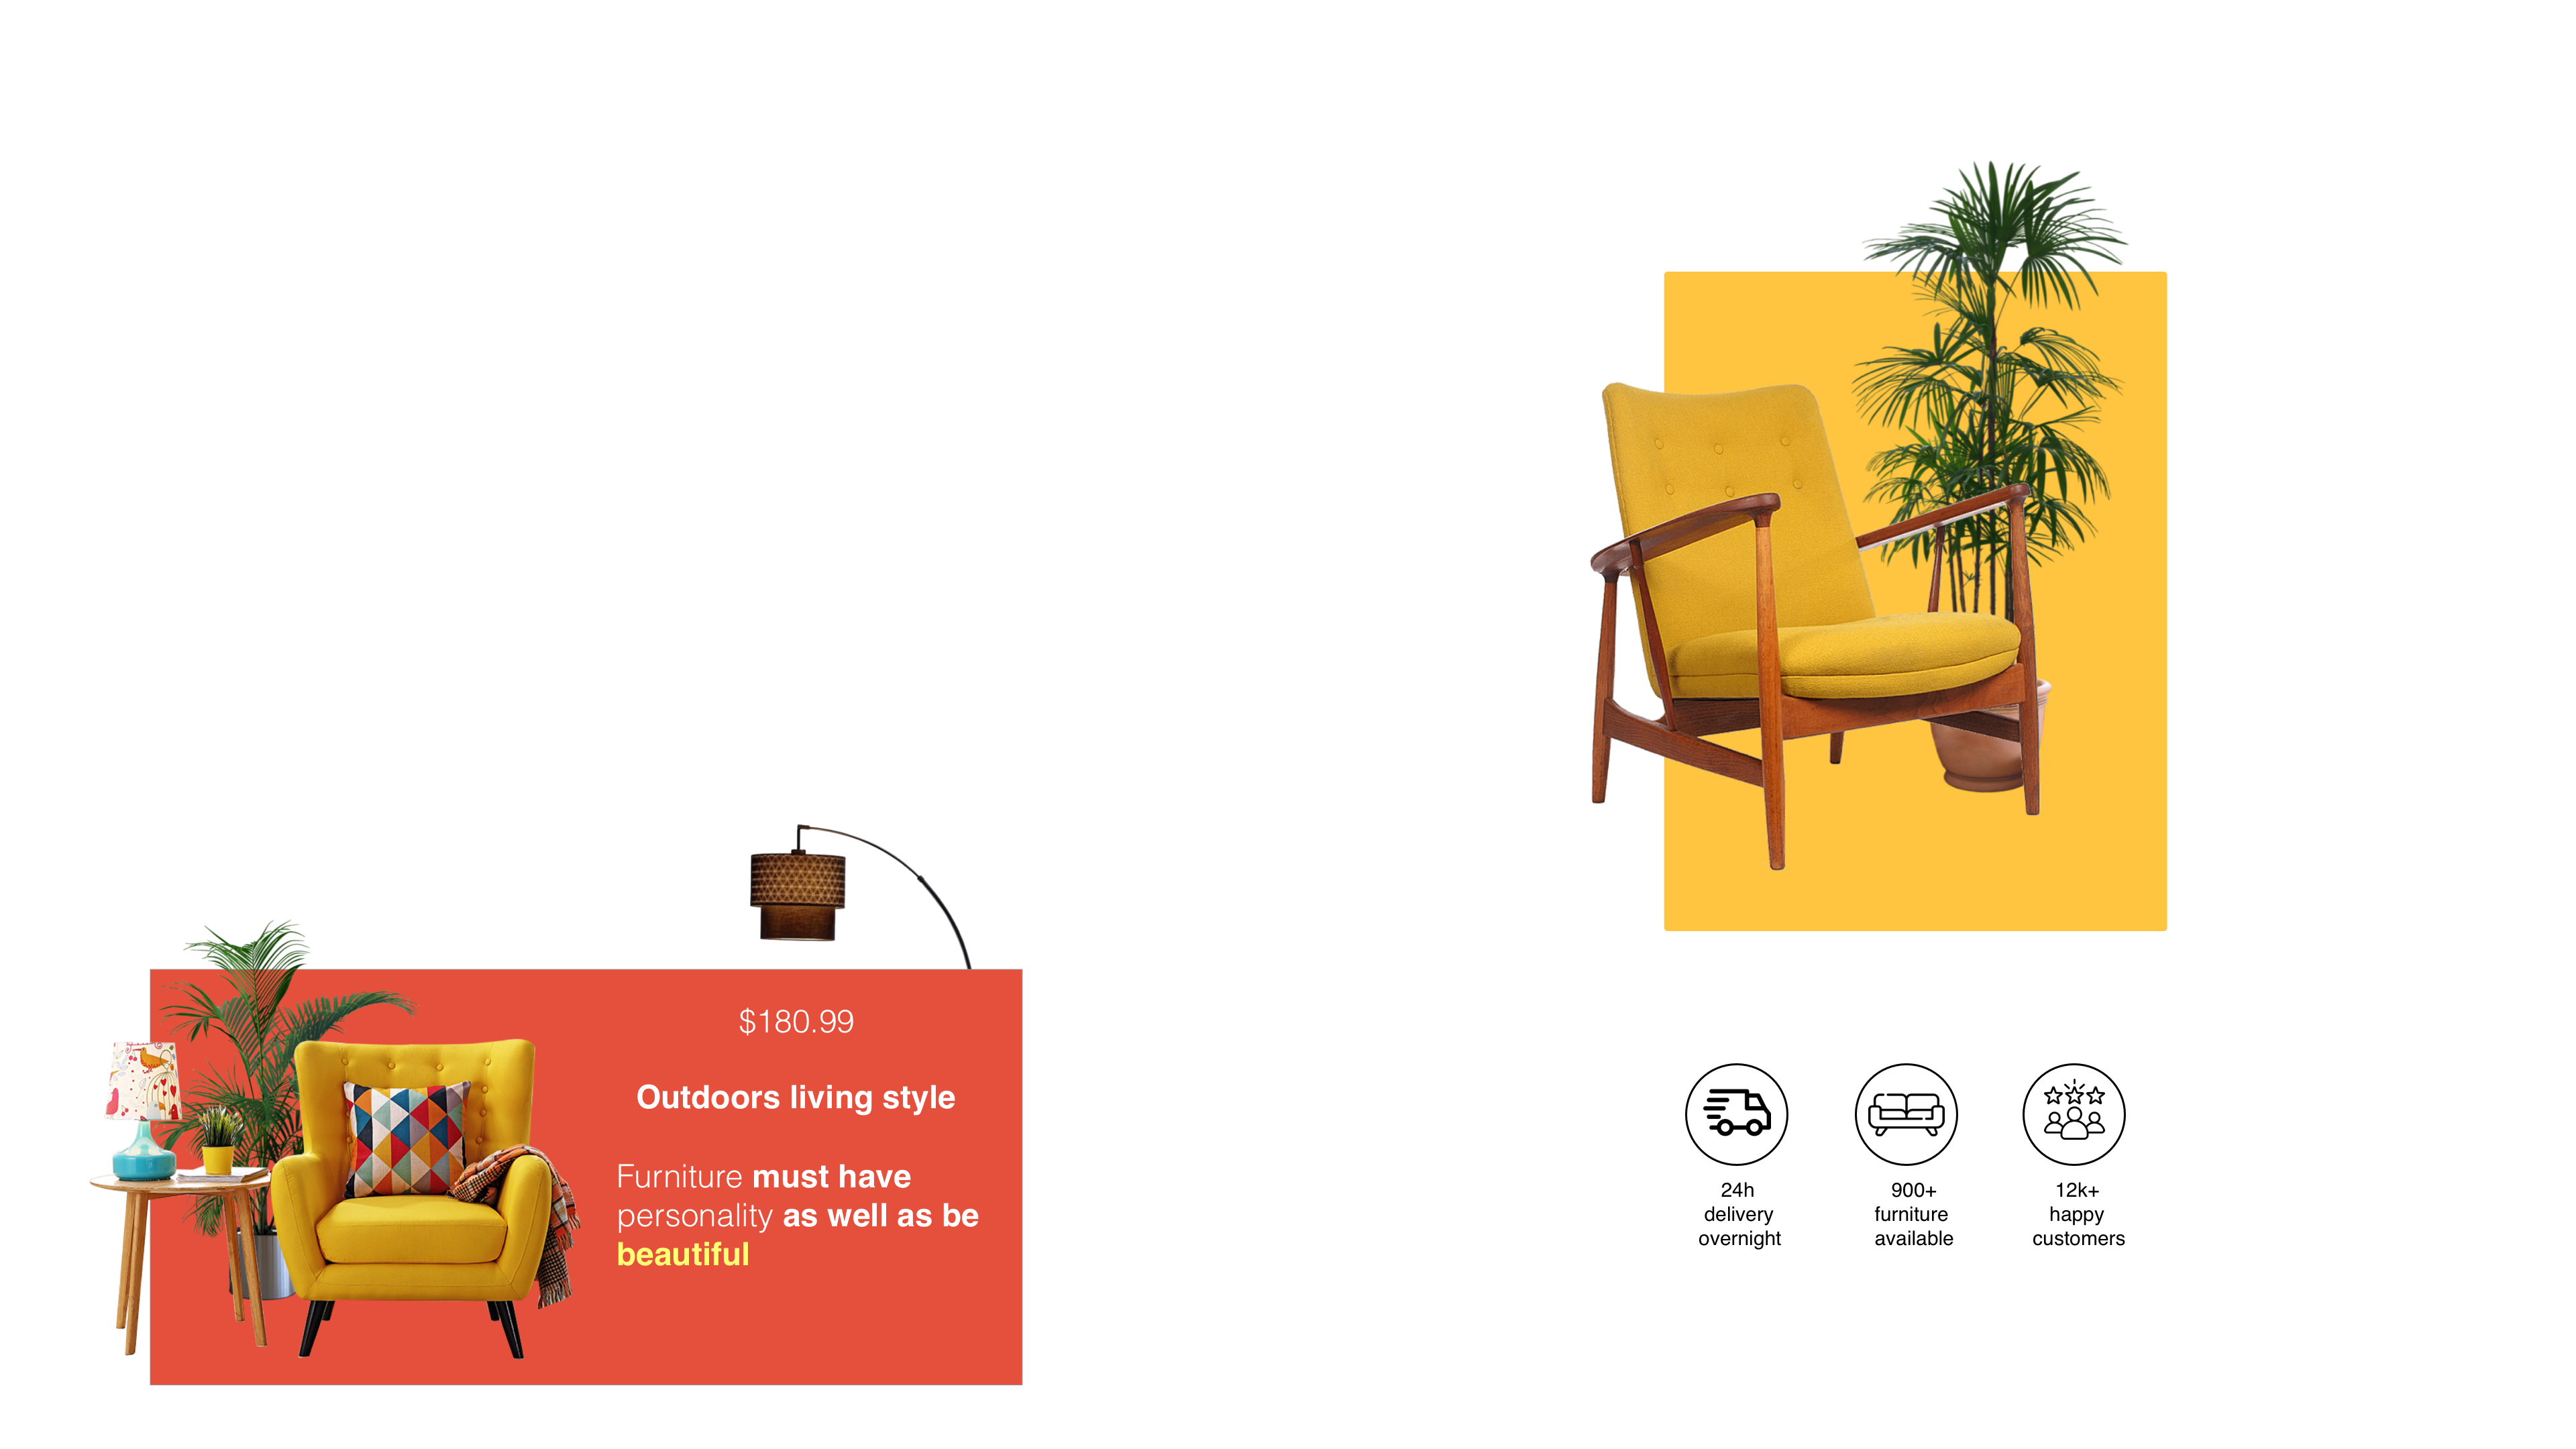 $180.99
Outdoors living style
Furniture must have
personality as well as be
beautiful
24h
delivery
overnight
900+
furniture
available
12k+
happy
customers